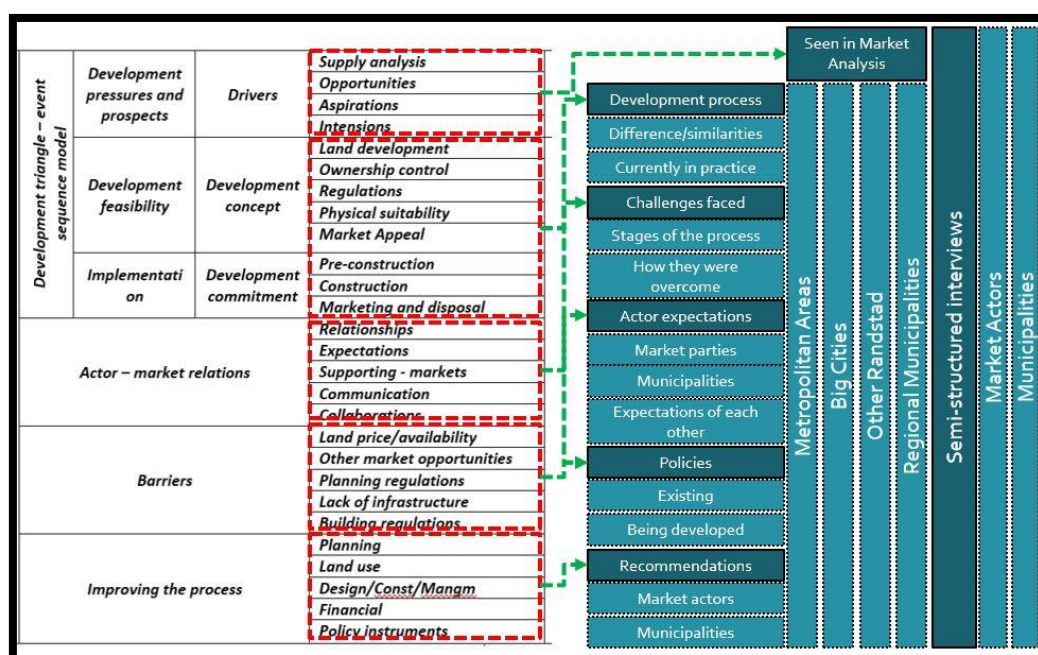 Development triangle – event
sequence model
Development
pressures and
prospects
Drivers
Supply analysis
Opportunities
Aspirations
Intensions
Development
feasibility
Development
concept
Land development
Ownership control
Regulations
Physical suitability
Market Appeal
Implementati
on
Development
commitment
Pre-construction
Construction
Marketing and disposal
Actor – market relations
Relationships
Expectations
Supporting - markets
Communication
Collaborations
Barriers
Land price/availability
Other market opportunities
Planning regulations
Lack of infrastructure
Building regulations
Improving the process
Planning
Land use
Design/Const/Mangm
Financial
Policy instruments
Seen in Market
Analysis
Development process
Difference/similarities
Currently in practice
Challenges faced
Stages of the process
How they were
overcome
Actor expectations
Market parties
Municipalities
Expectations of each
other
Policies
Existing
Being developed
Recommendations
Market actors
Municipalities
Metropolitan Areas
Big Cities
Other Randstad
Regional Municipalities
Semi-structured interviews
Market Actors
Municipalities